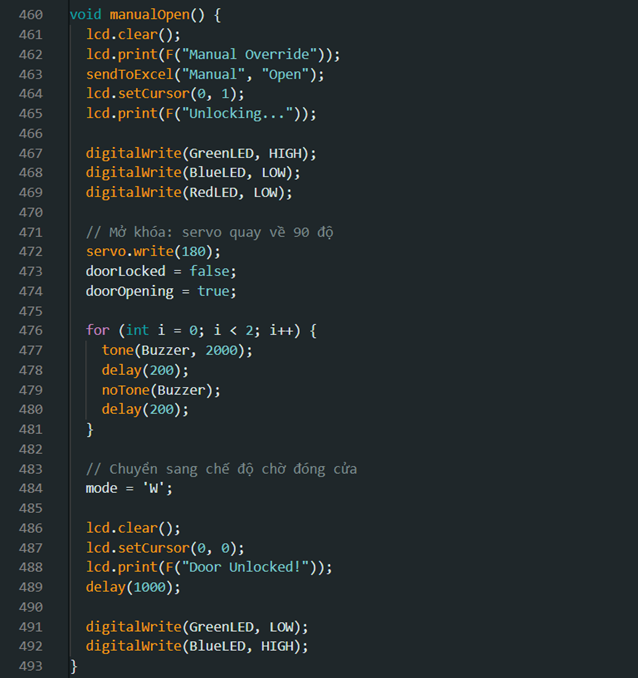 460 void manualOpen() {
461   lcd.clear();
462   lcd.print(F("Manual Override"));
463   sendToExcel("Manual", "Open");
464   lcd.setCursor(0, 1);
465   lcd.print(F("Unlocking..."));
466
467   digitalWrite(GreenLED, HIGH);
468   digitalWrite(BlueLED, LOW);
469   digitalWrite(RedLED, LOW);
470
471   // Mở khóa: servo quay về 90 độ
472   servo.write(180);
473   doorLocked = false;
474   doorOpening = true;
475
476   for (int i = 0; i < 2; i++) {
477     tone(Buzzer, 2000);
478     delay(200);
479     noTone(Buzzer);
480     delay(200);
481   }
482
483   // Chuyển sang chế độ chờ đóng cửa
484   mode = 'W';
485
486   lcd.clear();
487   lcd.setCursor(0, 0);
488   lcd.print(F("Door Unlocked!"));
489   delay(1000);
490
491   digitalWrite(GreenLED, LOW);
492   digitalWrite(BlueLED, HIGH);
493 }